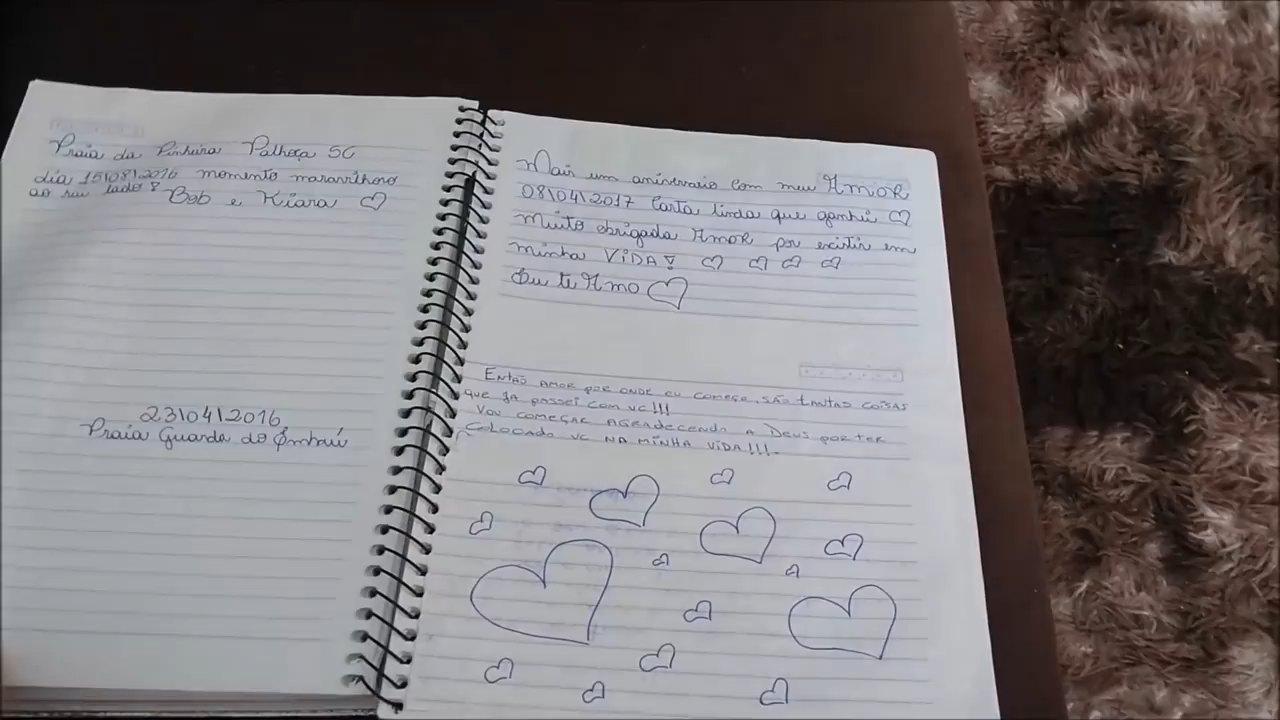 Praia da Pinheira Palhoça SC
dia 15\08\2016 momento maravilhoso
ao seu lado! Bob e Kiara
23\04\2016
Praia Guarda do Embaú
Mais um aniversaio com meu AmoR
08\04\2017 Carta linda que ganhei
Muito obrigada AmoR por existir em
minha ViDA!
Eu te Amo
Então amor por onde eu começo, são tantas coisas
que ja passei com vc!!!
Vou começar agradecendo a Deus por ter
colocado vc na minha vida!!!